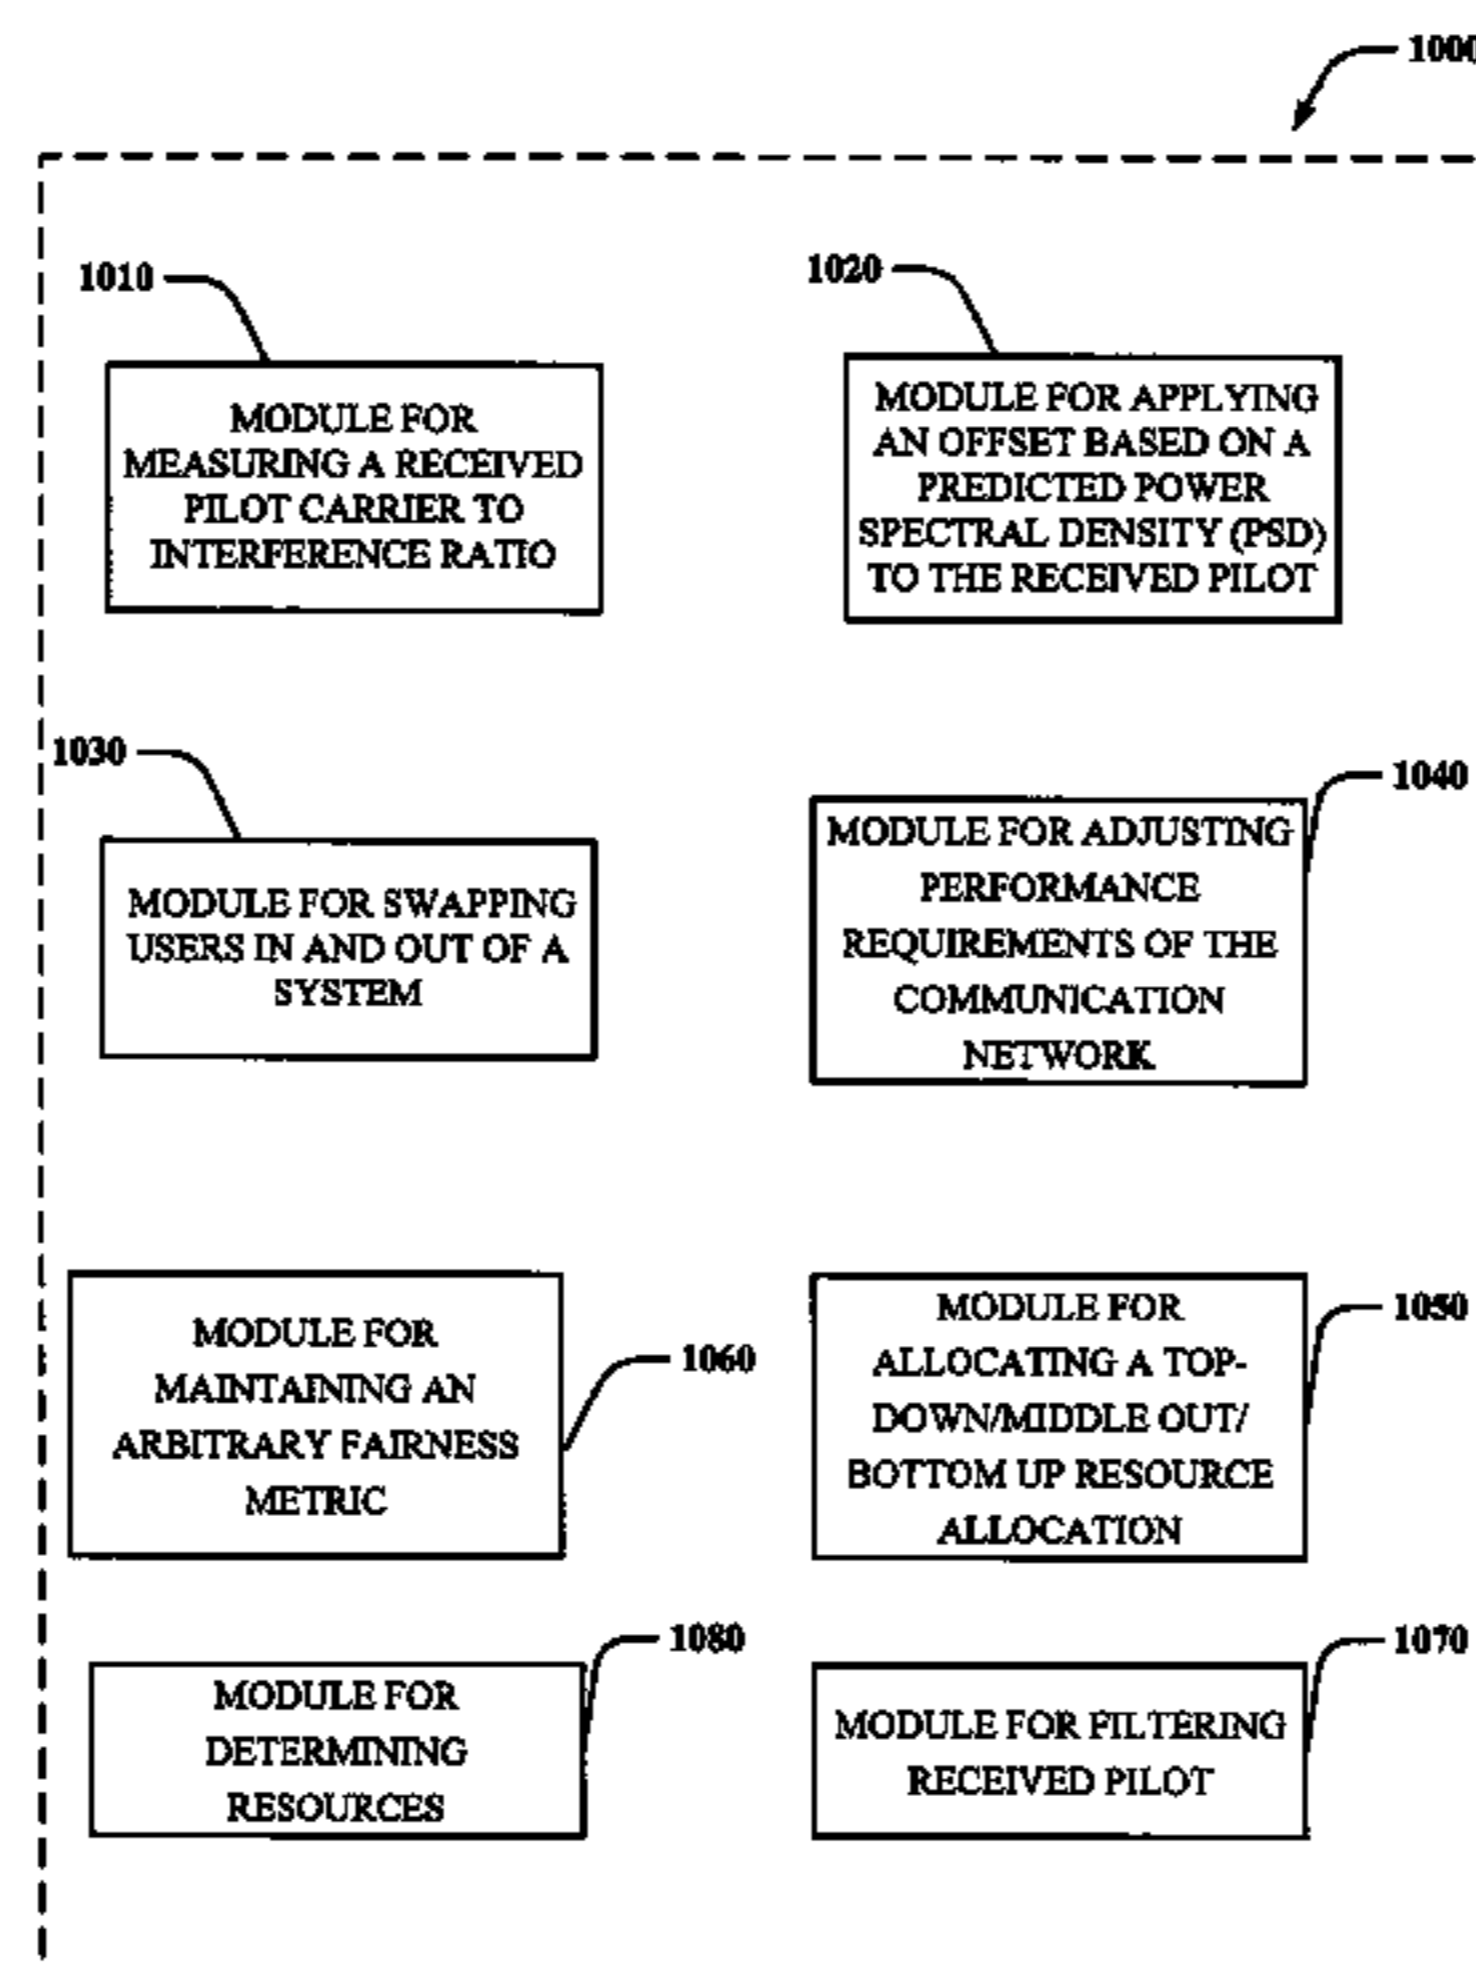 1000
1010
MODULE FOR
MEASURING A RECEIVED
PILOT CARRIER TO
INTERFERENCE RATIO
1020
MODULE FOR APPLYING
AN OFFSET BASED ON A
PREDICTED POWER
SPECTRAL DENSITY (PSD)
TO THE RECEIVED PILOT
1030
MODULE FOR SWAPPING
USERS IN AND OUT OF A
SYSTEM
1040
MODULE FOR ADJUSTING
PERFORMANCE
REQUIREMENTS OF THE
COMMUNICATION
NETWORK
1060
MODULE FOR
MAINTAINING AN
ARBITRARY FAIRNESS
METRIC
1050
MODULE FOR
ALLOCATING A TOP-
DOWN/MIDDLE OUT/
BOTTOM UP RESOURCE
ALLOCATION
1080
MODULE FOR
DETERMINING
RESOURCES
1070
MODULE FOR FILTERING
RECEIVED PILOT